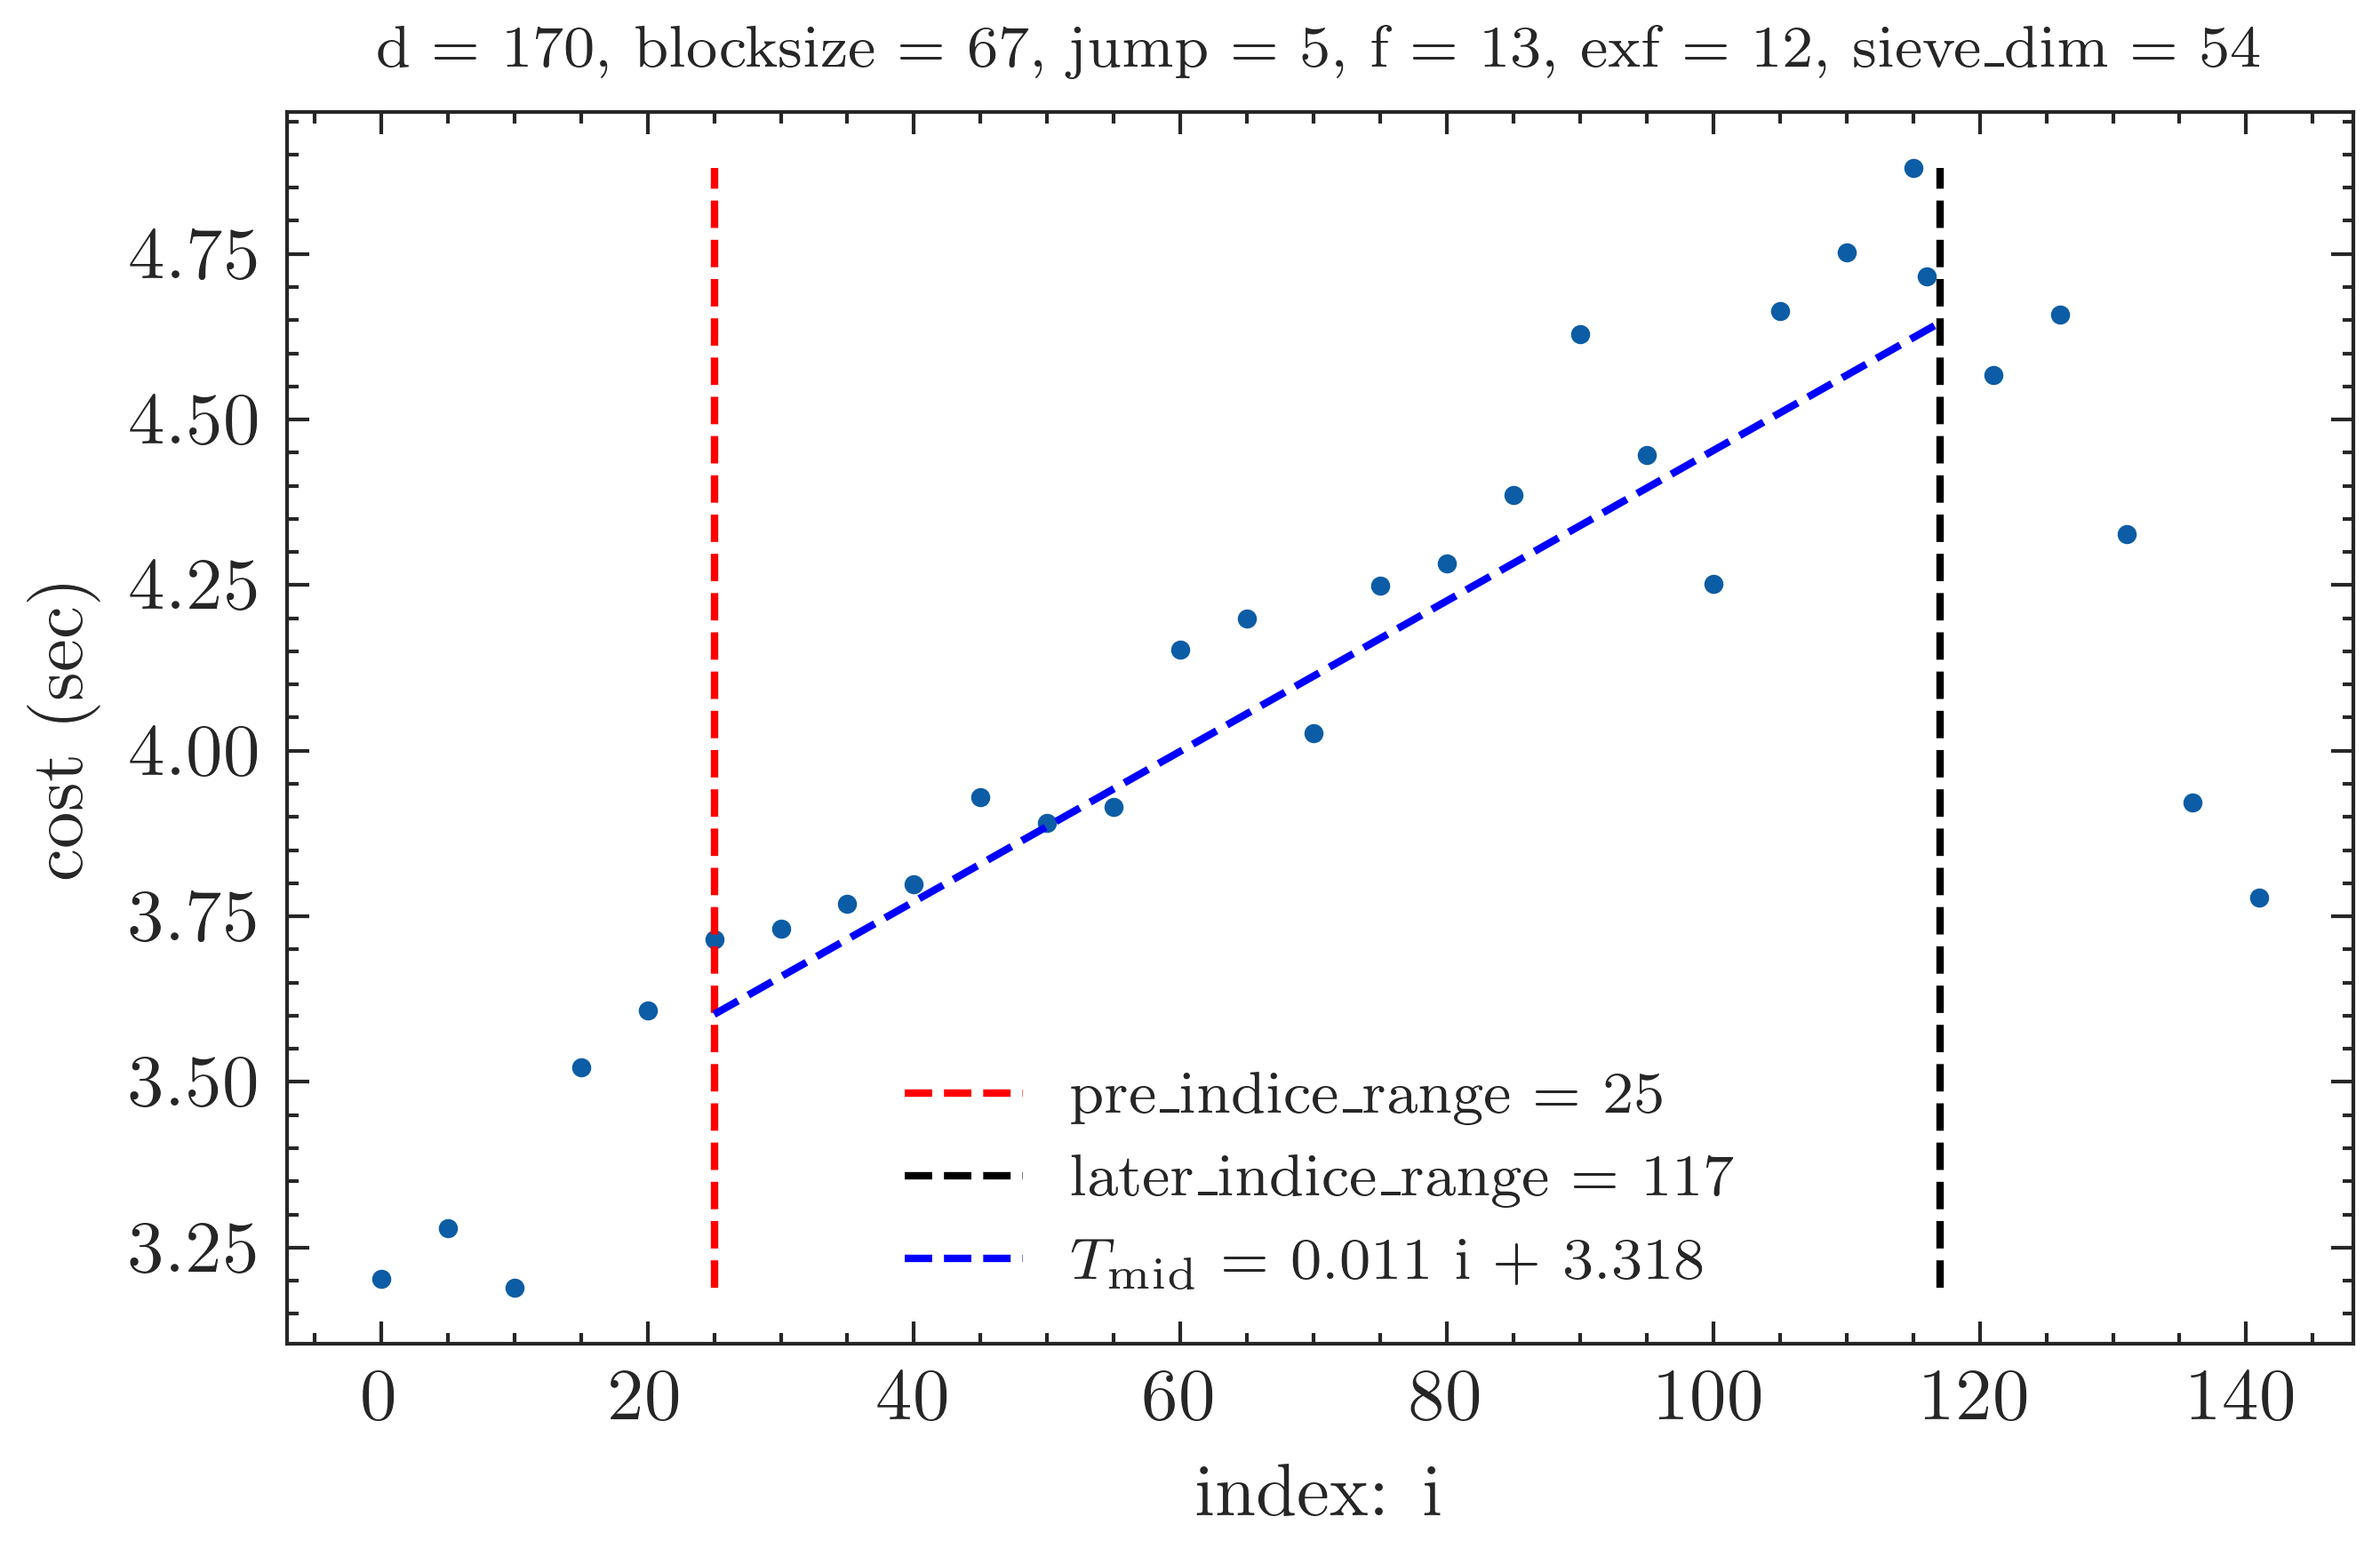 d = 170, blocksize = 67, jump = 5, f = 13, exf = 12, sieve_dim = 54
cost (sec)
4.75
4.50
4.25
4.00
3.75
3.50
3.25
pre_indice_range = 25
later_indice_range = 117
T_mid = 0.011 i + 3.318
0 20 40 60 80 100 120 140
index: i